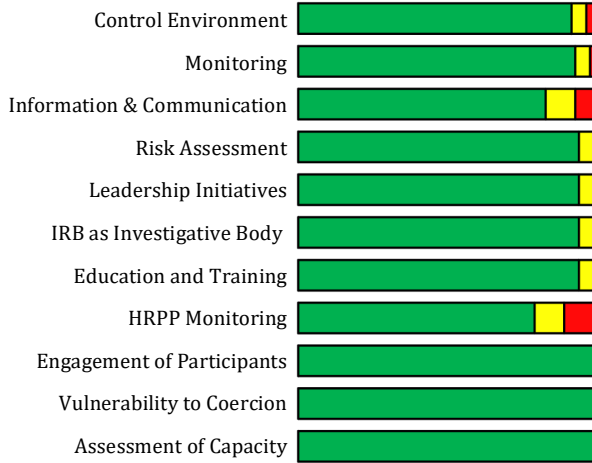 Control Environment
Monitoring
Information & Communication
Risk Assessment
Leadership Initiatives
IRB as Investigative Body
Education and Training
HRPP Monitoring
Engagement of Participants
Vulnerability to Coercion
Assessment of Capacity